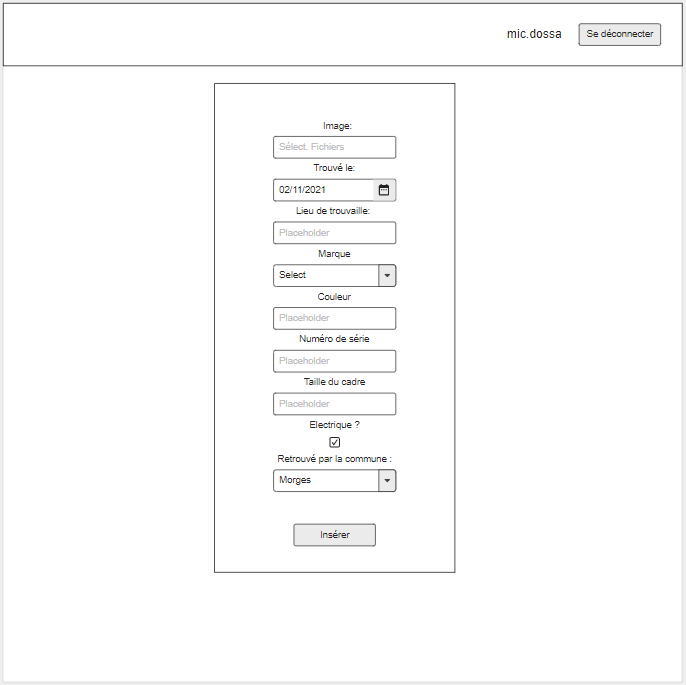 mic.dossa
Se déconnecter
Image:
Sélect. Fichiers
Trouvé le:
02/11/2021
Lieu de trouvaille:
Placeholder
Marque
Select
Couleur
Placeholder
Numéro de série
Placeholder
Taille du cadre
Placeholder
Electrique ?
Retrouvé par la commune :
Morges
Insérer